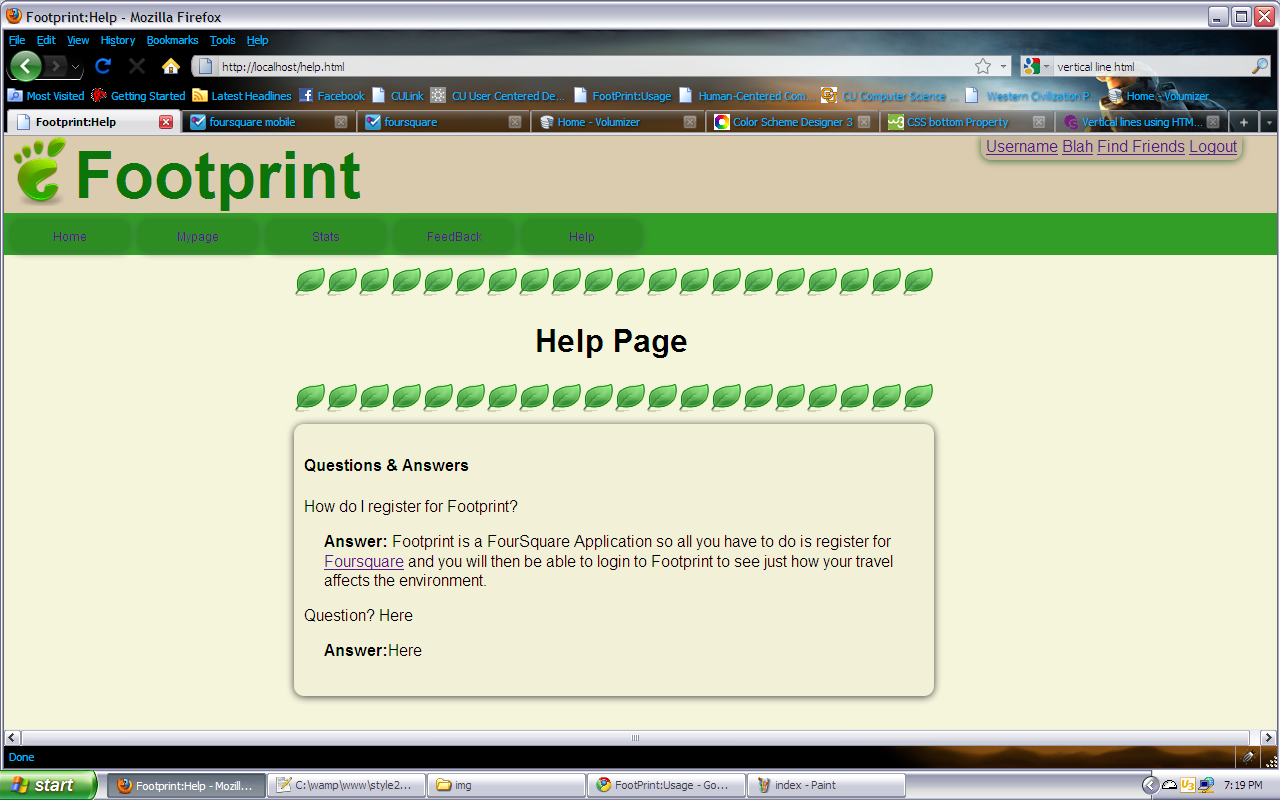 Footprint:Help - Mozilla Firefox
File Edit View History Bookmarks Tools Help
http://localhost/help.html
vertical line html
Most Visited Getting Started Latest Headlines Facebook CULink CU User Centered De... FootPrint:Usage Human-Centered Com... CU Computer Science ... Western Civilization P... Home - Volumizer
Footprint:Help foursquare mobile foursquare Home - Volumizer Color Scheme Designer 3 CSS bottom Property Vertical lines using HTM...
Footprint
Username Blah Find Friends Logout
Home Mypage Stats FeedBack Help
Help Page
Questions & Answers
How do I register for Footprint?
Answer: Footprint is a FourSquare Application so all you have to do is register for
Foursquare and you will then be able to login to Footprint to see just how your travel
affects the environment.
Question? Here
Answer:Here
Done
start Footprint:Help - Mozill... C:\wamp\www\style2... img FootPrint:Usage - Go... index - Paint 7:19 PM